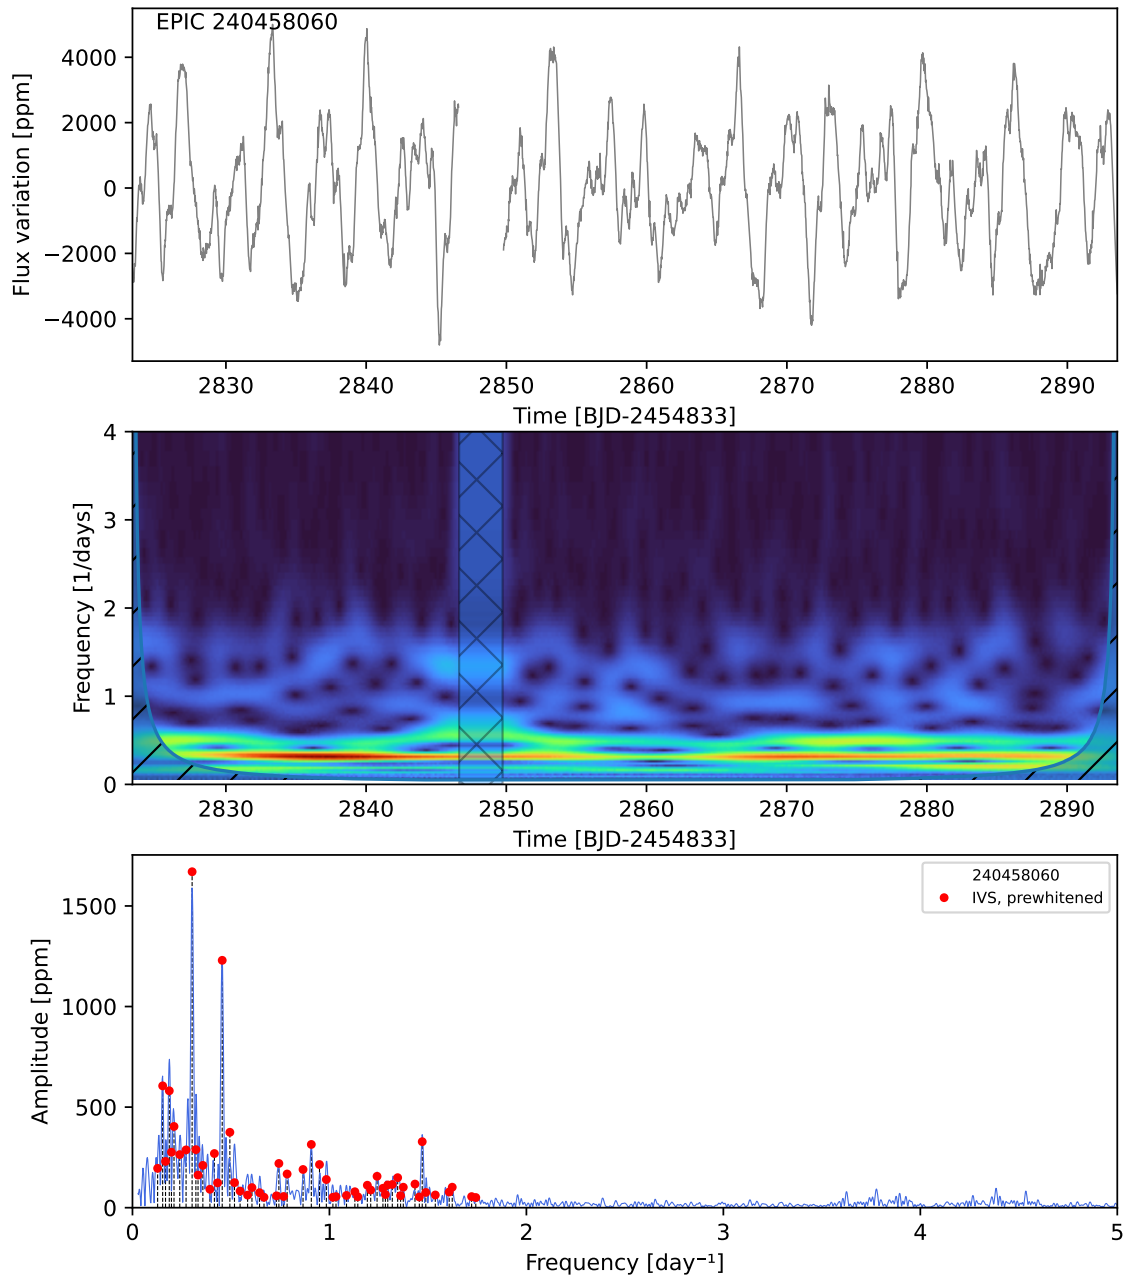 EPIC 240458060
Flux variation [ppm]
4000
2000
0
−2000
−4000
2830 2840 2850 2860 2870 2880 2890
Time [BJD-2454833]
Frequency [1/days]
4
3
2
1
0
2830 2840 2850 2860 2870 2880 2890
Time [BJD-2454833]
Amplitude [ppm]
1500
1000
500
0
240458060
IVS, prewhitened
0 1 2 3 4 5
Frequency [day⁻¹]